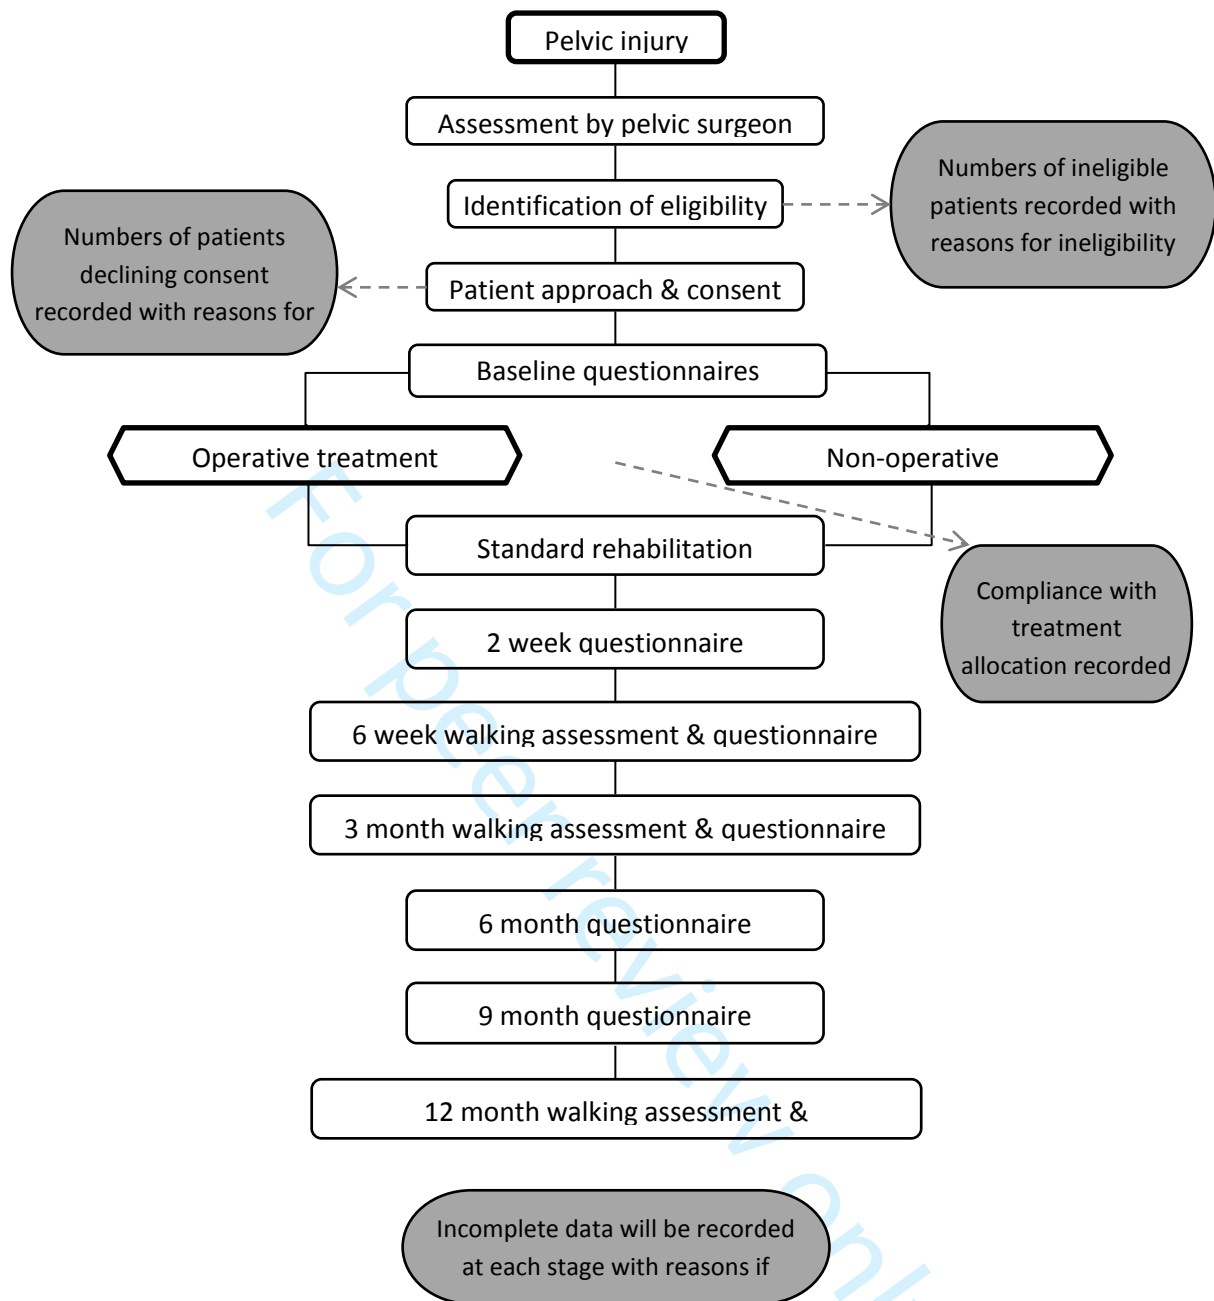 Pelvic injury
Assessment by pelvic surgeon
Numbers of ineligible
patients recorded with
reasons for ineligibility
Identification of eligibility
Numbers of patients
declining consent
recorded with reasons for
Patient approach & consent
Baseline questionnaires
Operative treatment
Non-operative
Standard rehabilitation
Compliance with
treatment
allocation recorded
2 week questionnaire
6 week walking assessment & questionnaire
3 month walking assessment & questionnaire
6 month questionnaire
9 month questionnaire
12 month walking assessment &
Incomplete data will be recorded
at each stage with reasons if
For peer review onl